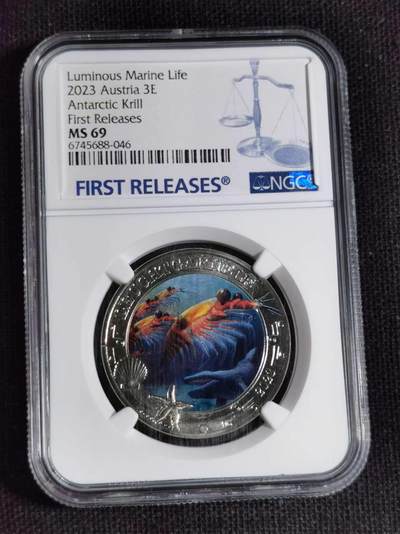 Luminous Marine Life
2023 Austria 3E
Antarctic Krill
First Releases
MS 69
6745688-046
FIRST RELEASES®
NGC